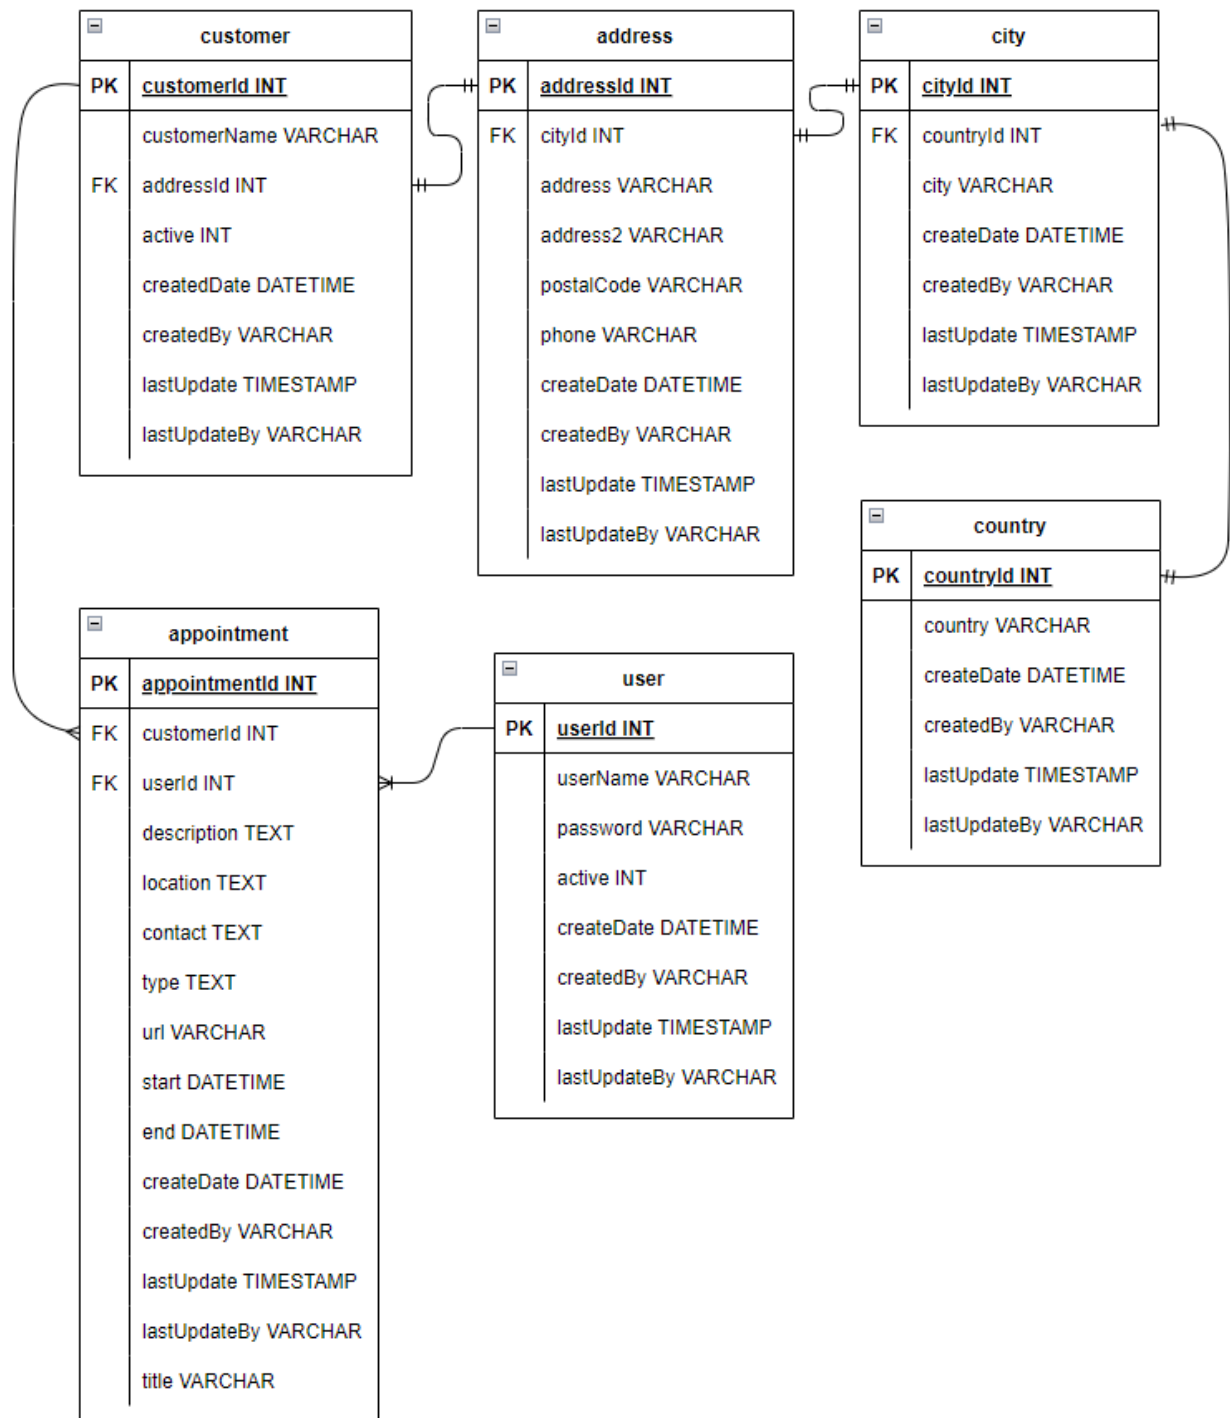 customer
PK customerId INT
customerName VARCHAR
FK addressId INT
active INT
createdDate DATETIME
createdBy VARCHAR
lastUpdate TIMESTAMP
lastUpdateBy VARCHAR
address
PK addressId INT
FK cityId INT
address VARCHAR
address2 VARCHAR
postalCode VARCHAR
phone VARCHAR
createDate DATETIME
createdBy VARCHAR
lastUpdate TIMESTAMP
lastUpdateBy VARCHAR
city
PK cityId INT
FK countryId INT
city VARCHAR
createDate DATETIME
createdBy VARCHAR
lastUpdate TIMESTAMP
lastUpdateBy VARCHAR
country
PK countryId INT
country VARCHAR
createDate DATETIME
createdBy VARCHAR
lastUpdate TIMESTAMP
lastUpdateBy VARCHAR
appointment
PK appointmentId INT
FK customerId INT
FK userId INT
description TEXT
location TEXT
contact TEXT
type TEXT
url VARCHAR
start DATETIME
end DATETIME
createDate DATETIME
createdBy VARCHAR
lastUpdate TIMESTAMP
lastUpdateBy VARCHAR
title VARCHAR
user
PK userId INT
userName VARCHAR
password VARCHAR
active INT
createDate DATETIME
createdBy VARCHAR
lastUpdate TIMESTAMP
lastUpdateBy VARCHAR